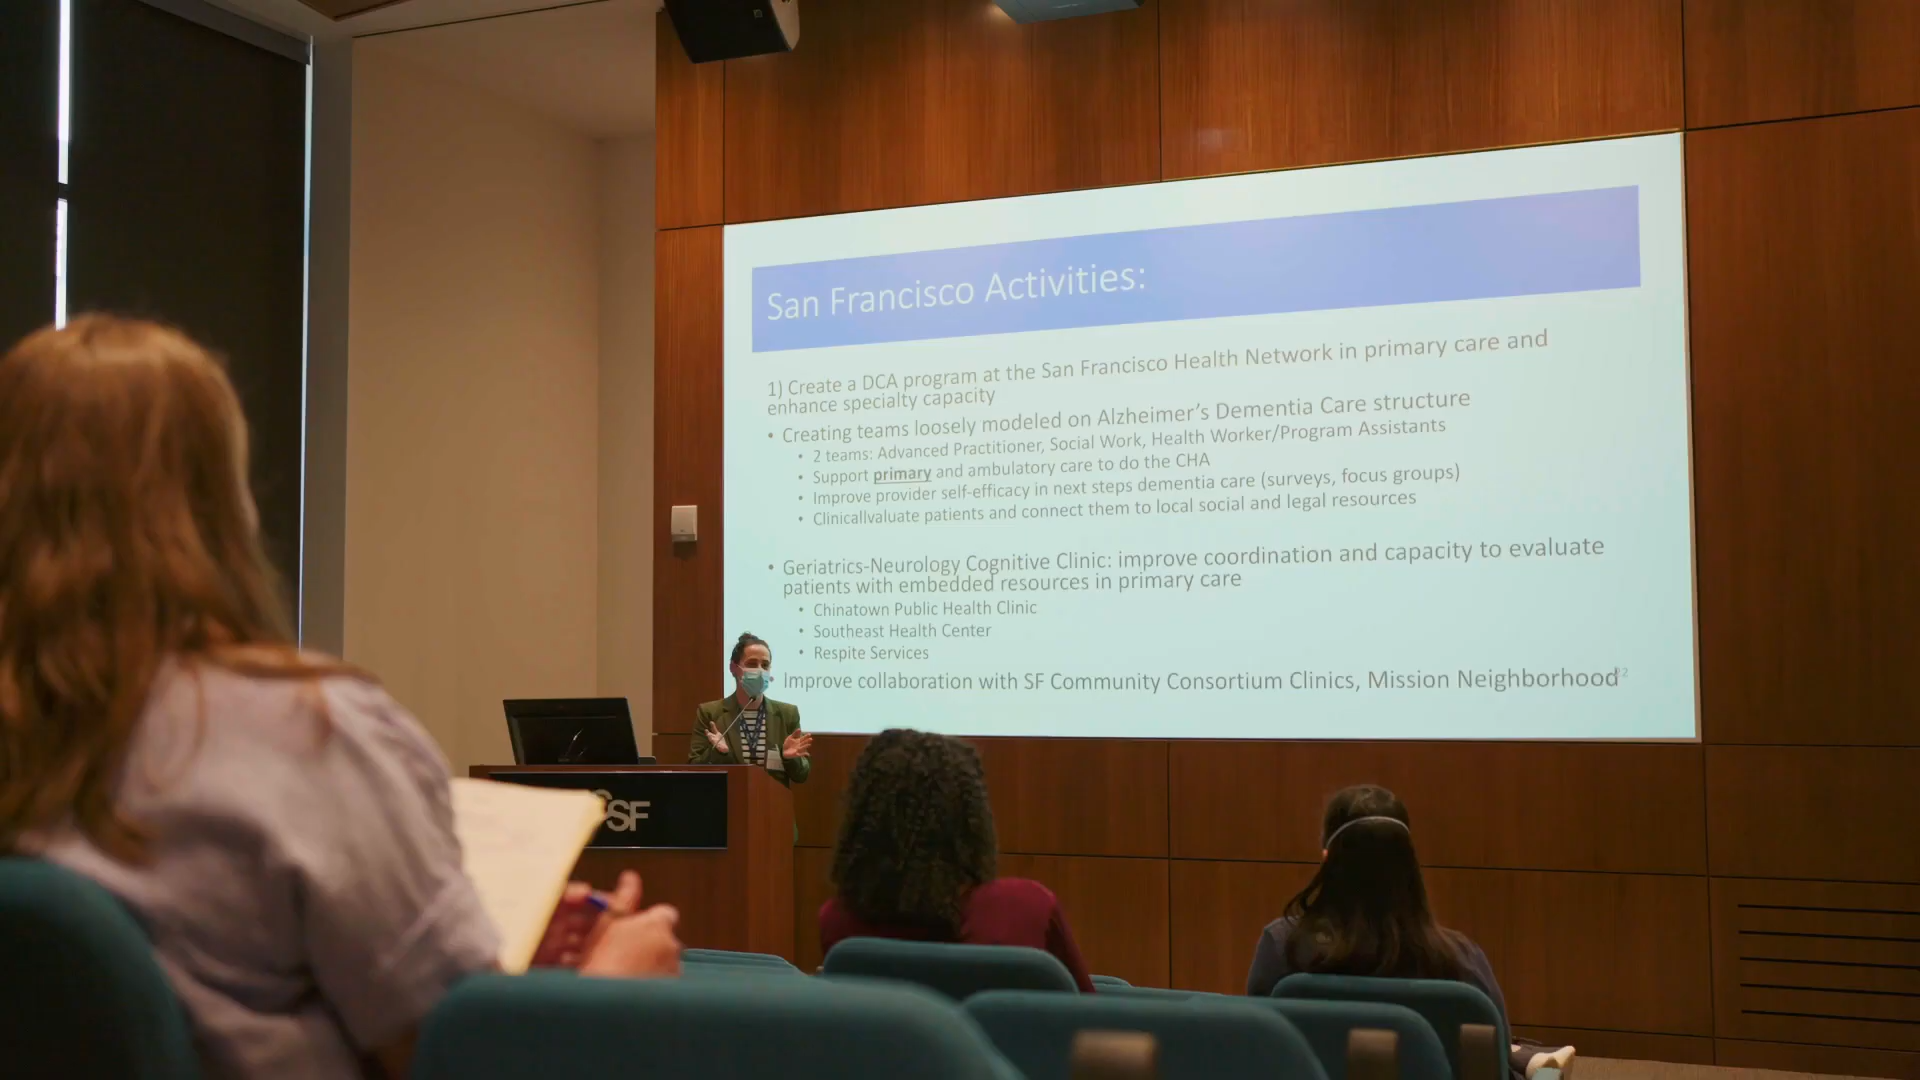 San Francisco Activities:
1) Create a DCA program at the San Francisco Health Network in primary care and
enhance specialty capacity
• Creating teams loosely modeled on Alzheimer's Dementia Care structure
• 2 teams: Advanced Practitioner, Social Work, Health Worker/Program Assistants
• Support primary and ambulatory care to do the CHA
• Improve provider self-efficacy in next steps dementia care (surveys, focus groups)
• Clinicallvaluate patients and connect them to local social and legal resources
• Geriatrics-Neurology Cognitive Clinic: improve coordination and capacity to evaluate
patients with embedded resources in primary care
• Chinatown Public Health Clinic
• Southeast Health Center
• Respite Services
• Improve collaboration with SF Community Consortium Clinics, Mission Neighborhood
SF